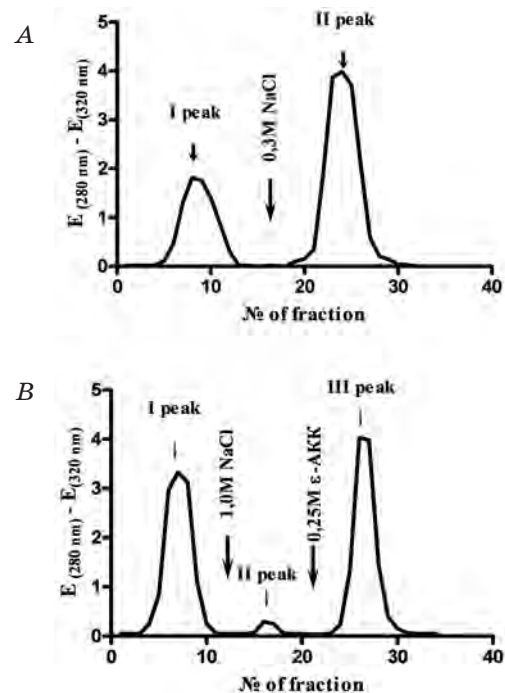 A
II peak
I peak
0,3M NaCl
E (280 nm) - E(320 nm)
5
4
3
2
1
0
0 10 20 30 40
№ of fraction
B
III peak
I peak
1,0M NaCl
0,25M ε-AKK
II peak
E (280 nm) - E(320 nm)
5
4
3
2
1
0
0 10 20 30 40
№ of fraction